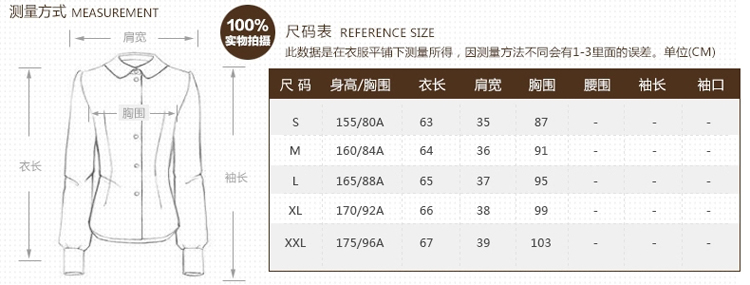 测量方式 MEASUREMENT
肩宽
胸围
衣长
袖长
100%
实物拍摄
尺码表 REFERENCE SIZE
此数据是在衣服平铺下测量所得，因测量方法不同会有1-3里面的误差。单位(CM)
尺 码 身高/胸围 衣长 肩宽 胸围 腰围 袖长 袖口
S 155/80A 63 35 87 - - -
M 160/84A 64 36 91 - - -
L 165/88A 65 37 95 - - -
XL 170/92A 66 38 99 - - -
XXL 175/96A 67 39 103 - - -